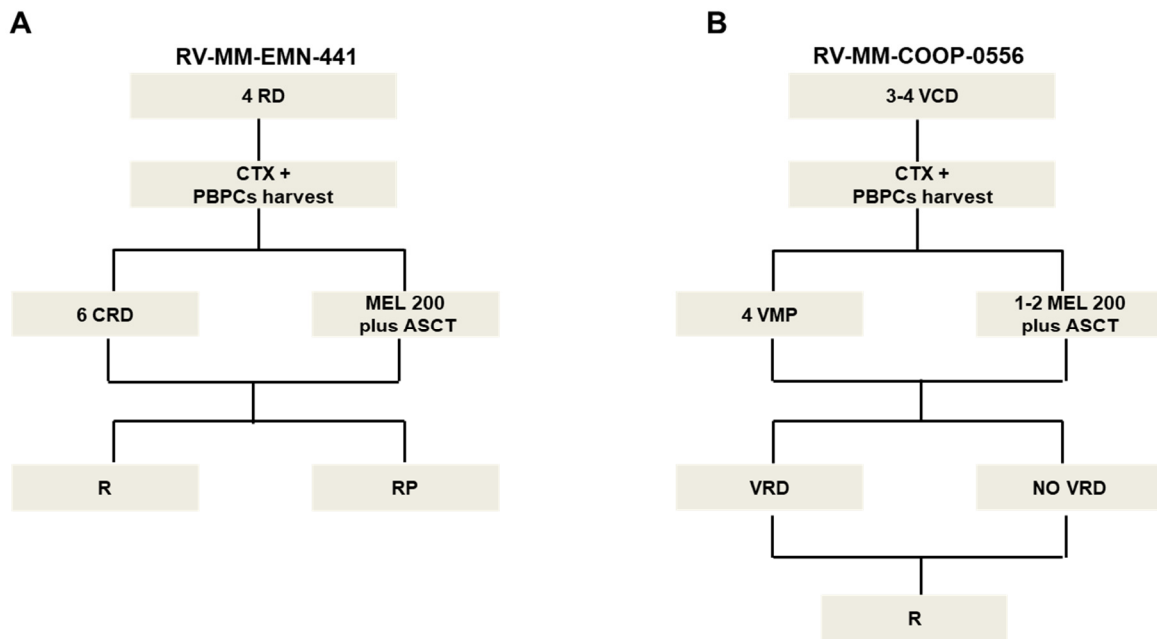 A
RV-MM-EMN-441
4 RD
CTX +
PBPCs harvest
6 CRD
MEL 200
plus ASCT
R
RP
B
RV-MM-COOP-0556
3-4 VCD
CTX +
PBPCs harvest
4 VMP
1-2 MEL 200
plus ASCT
VRD
NO VRD
R